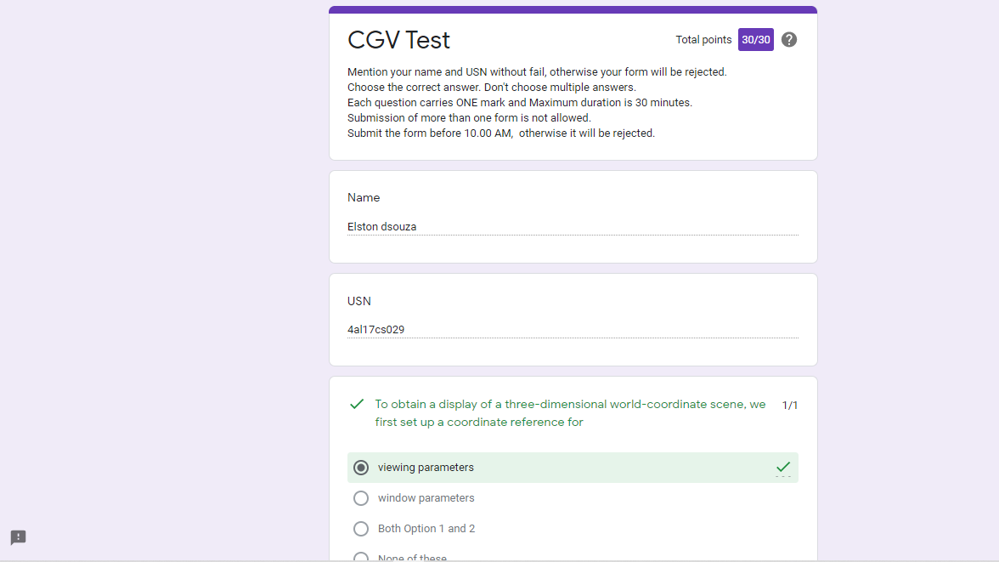 CGV Test
Total points 30/30
Mention your name and USN without fail, otherwise your form will be rejected.
Choose the correct answer. Don't choose multiple answers.
Each question carries ONE mark and Maximum duration is 30 minutes.
Submission of more than one form is not allowed.
Submit the form before 10.00 AM,  otherwise it will be rejected.
Name
Elston dsouza
USN
4al17cs029
To obtain a display of a three-dimensional world-coordinate scene, we
1/1
first set up a coordinate reference for
viewing parameters
window parameters
Both Option 1 and 2
None of these